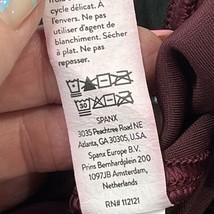 cycle délicat. À
l'envers. Ne pas
utiliser d'agent de
blanchiment. Sécher
à plat. Ne pas
repasser.
30
SPANX
3035 Peachtree Road NE
Atlanta, GA 30305, U.S.A.
Spanx Europe B.V.
Prins Bernhardplein 200
1097JB Amsterdam,
Netherlands
RN# 112121